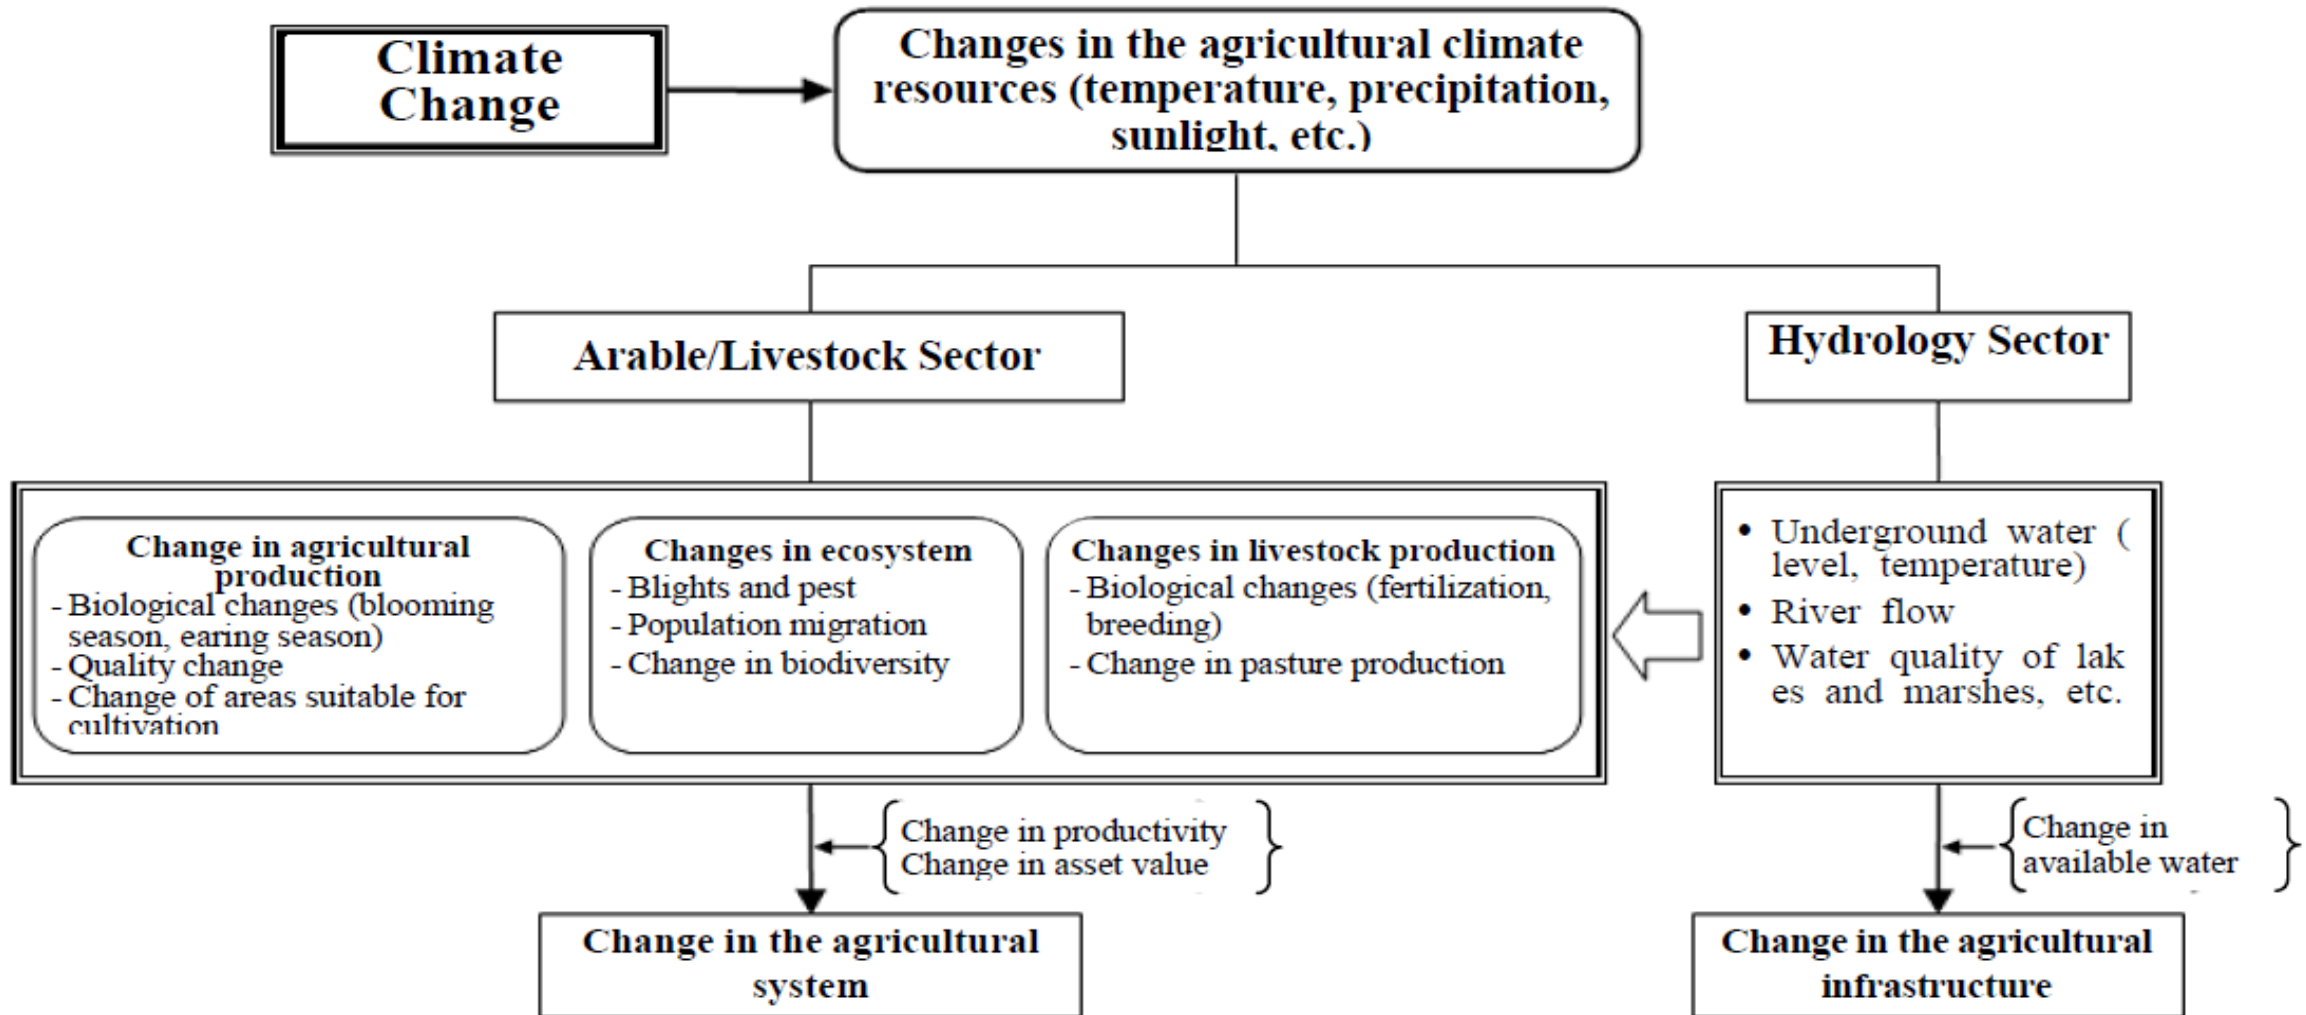 Climate
Change
Changes in the agricultural climate
resources (temperature, precipitation,
sunlight, etc.)
Arable/Livestock Sector
Hydrology Sector
Change in agricultural
production
- Biological changes (blooming
season, earing season)
- Quality change
- Change of areas suitable for
cultivation
Changes in ecosystem
- Blights and pest
- Population migration
- Change in biodiversity
Changes in livestock production
- Biological changes (fertilization,
breeding)
- Change in pasture production
• Underground water (
level, temperature)
• River flow
• Water quality of lak
es and marshes, etc.
Change in productivity
Change in asset value
Change in
available water
Change in the agricultural
system
Change in the agricultural
infrastructure